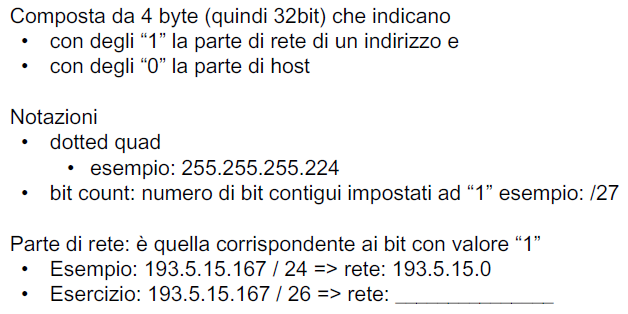 Composta da 4 byte (quindi 32bit) che indicano
• con degli “1” la parte di rete di un indirizzo e
• con degli “0” la parte di host
Notazioni
• dotted quad
• esempio: 255.255.255.224
• bit count: numero di bit contigui impostati ad “1” esempio: /27
Parte di rete: è quella corrispondente ai bit con valore “1”
• Esempio: 193.5.15.167 / 24 => rete: 193.5.15.0
• Esercizio: 193.5.15.167 / 26 => rete: _______________